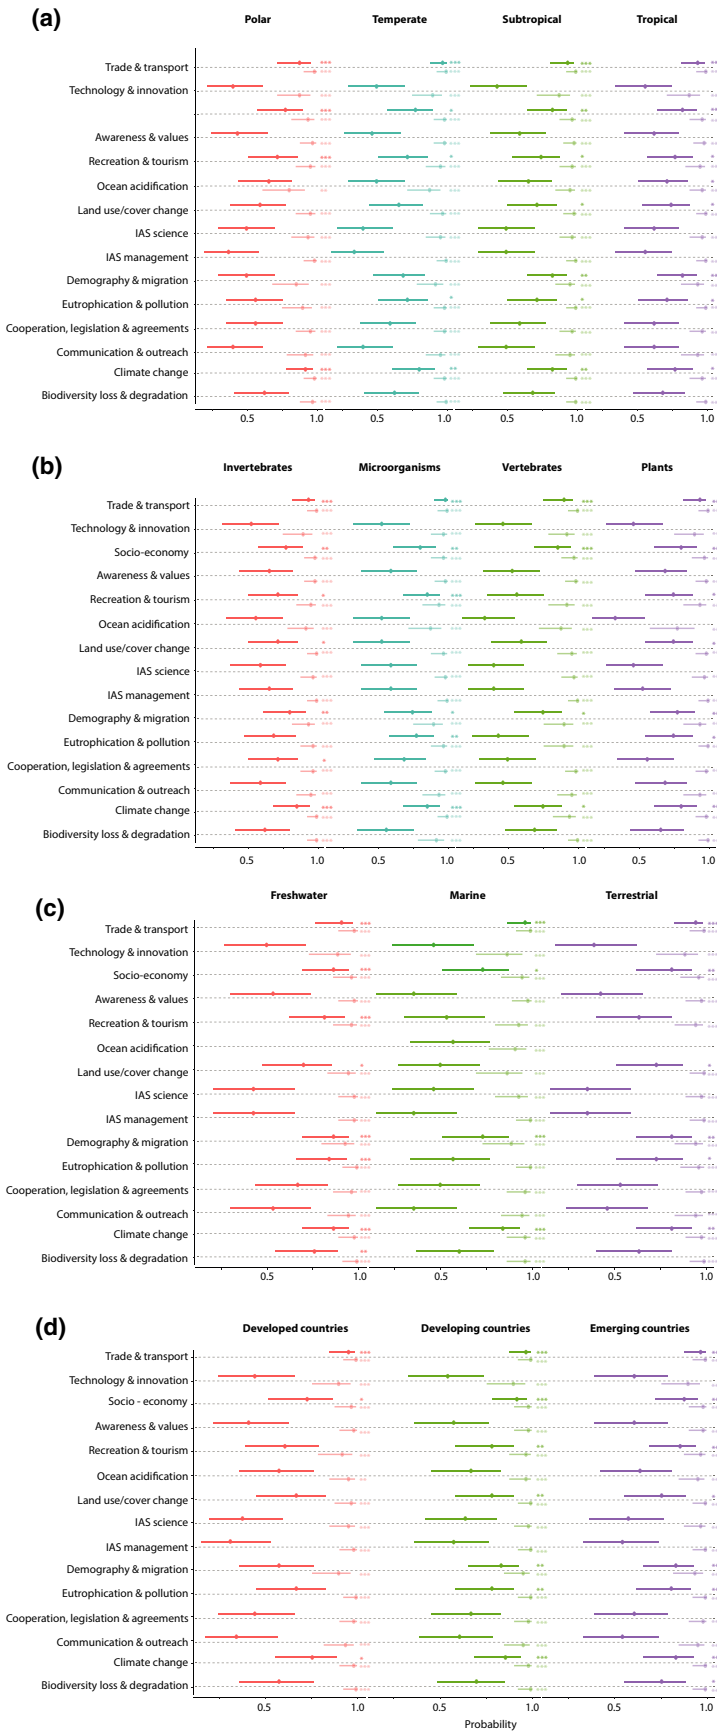 (a)
Polar Temperate Subtropical Tropical
Trade & transport
Technology & innovation
Awareness & values
Recreation & tourism
Ocean acidification
Land use/cover change
IAS science
IAS management
Demography & migration
Eutrophication & pollution
Cooperation, legislation & agreements
Communication & outreach
Climate change
Biodiversity loss & degradation
0.5 1.0 0.5 1.0 0.5 1.0 0.5 1.0
(b)
Invertebrates Microorganisms Vertebrates Plants
Trade & transport
Technology & innovation
Socio-economy
Awareness & values
Recreation & tourism
Ocean acidification
Land use/cover change
IAS science
IAS management
Demography & migration
Eutrophication & pollution
Cooperation, legislation & agreements
Communication & outreach
Climate change
Biodiversity loss & degradation
0.5 1.0 0.5 1.0 0.5 1.0 0.5 1.0
(c)
Freshwater Marine Terrestrial
Trade & transport
Technology & innovation
Socio-economy
Awareness & values
Recreation & tourism
Ocean acidification
Land use/cover change
IAS science
IAS management
Demography & migration
Eutrophication & pollution
Cooperation, legislation & agreements
Communication & outreach
Climate change
Biodiversity loss & degradation
0.5 1.0 0.5 1.0 0.5 1.0
(d)
Developed countries Developing countries Emerging countries
Trade & transport
Technology & innovation
Socio - economy
Awareness & values
Recreation & tourism
Ocean acidification
Land use/cover change
IAS science
IAS management
Demography & migration
Eutrophication & pollution
Cooperation, legislation & agreements
Communication & outreach
Climate change
Biodiversity loss & degradation
0.5 1.0 0.5 1.0 0.5 1.0
Probability